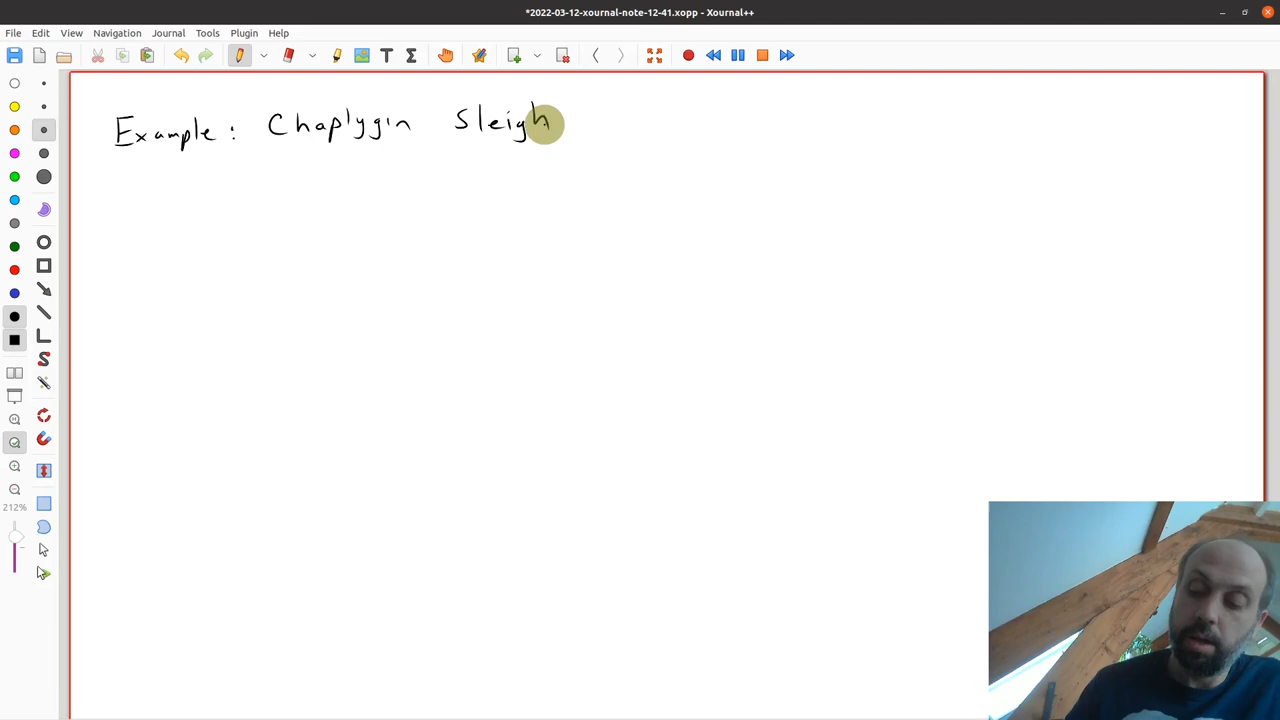 *2022-03-12-xournal-note-12-41.xopp - Xournal++
File Edit View Navigation Journal Tools Plugin Help
Example: Chaplygin Sleigh
212%